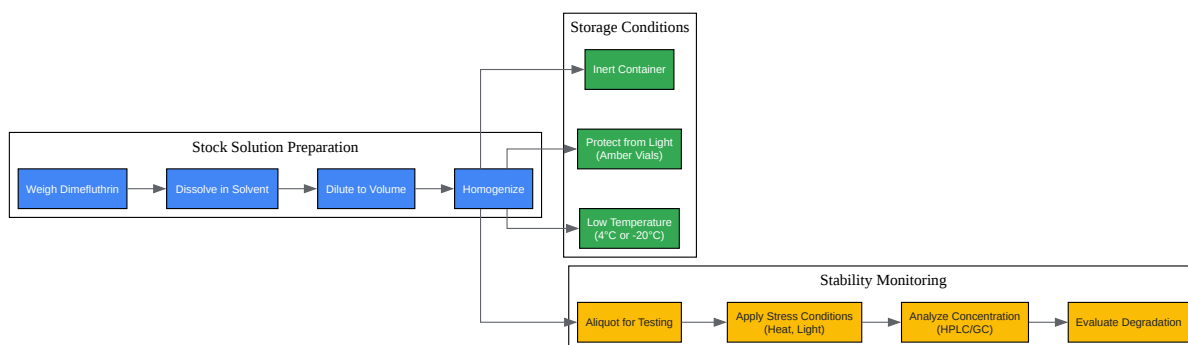 Storage Conditions
Inert Container
Protect from Light
(Amber Vials)
Low Temperature
(4°C or -20°C)
Stock Solution Preparation
Weigh Dimefluthrin
Dissolve in Solvent
Dilute to Volume
Homogenize
Stability Monitoring
Aliquot for Testing
Apply Stress Conditions
(Heat, Light)
Analyze Concentration
(HPLC/GC)
Evaluate Degradation